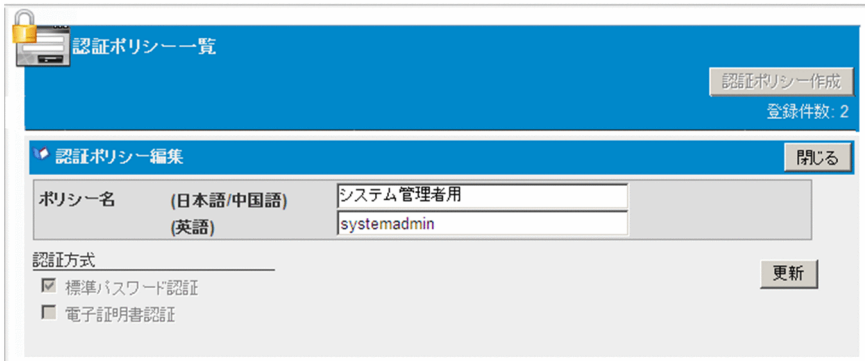 認証ポリシー一覧
認証ポリシー作成
登録件数: 2
認証ポリシー編集
閉じる
ポリシー名 (日本語/中国語) システム管理者用
(英語) systemadmin
認証方式
更新
標準パスワード認証
電子証明書認証